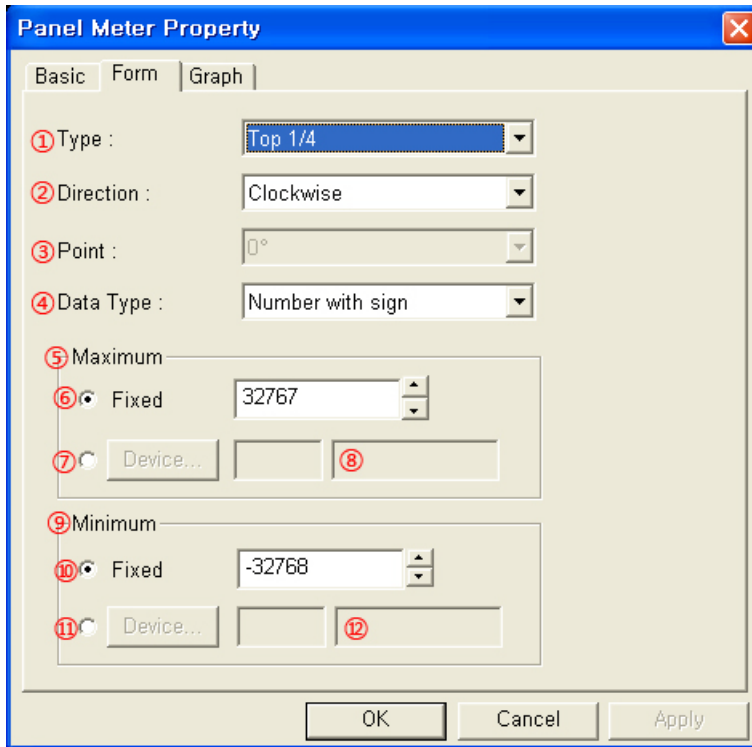 Panel Meter Property
Basic Form Graph
①Type : Top 1/4
②Direction : Clockwise
③Point : 0°
④Data Type : Number with sign
⑤Maximum
⑥ Fixed 32767
⑦ Device... ⑧
⑨Minimum
⑩ Fixed -32768
⑪ Device... ⑫
OK Cancel Apply